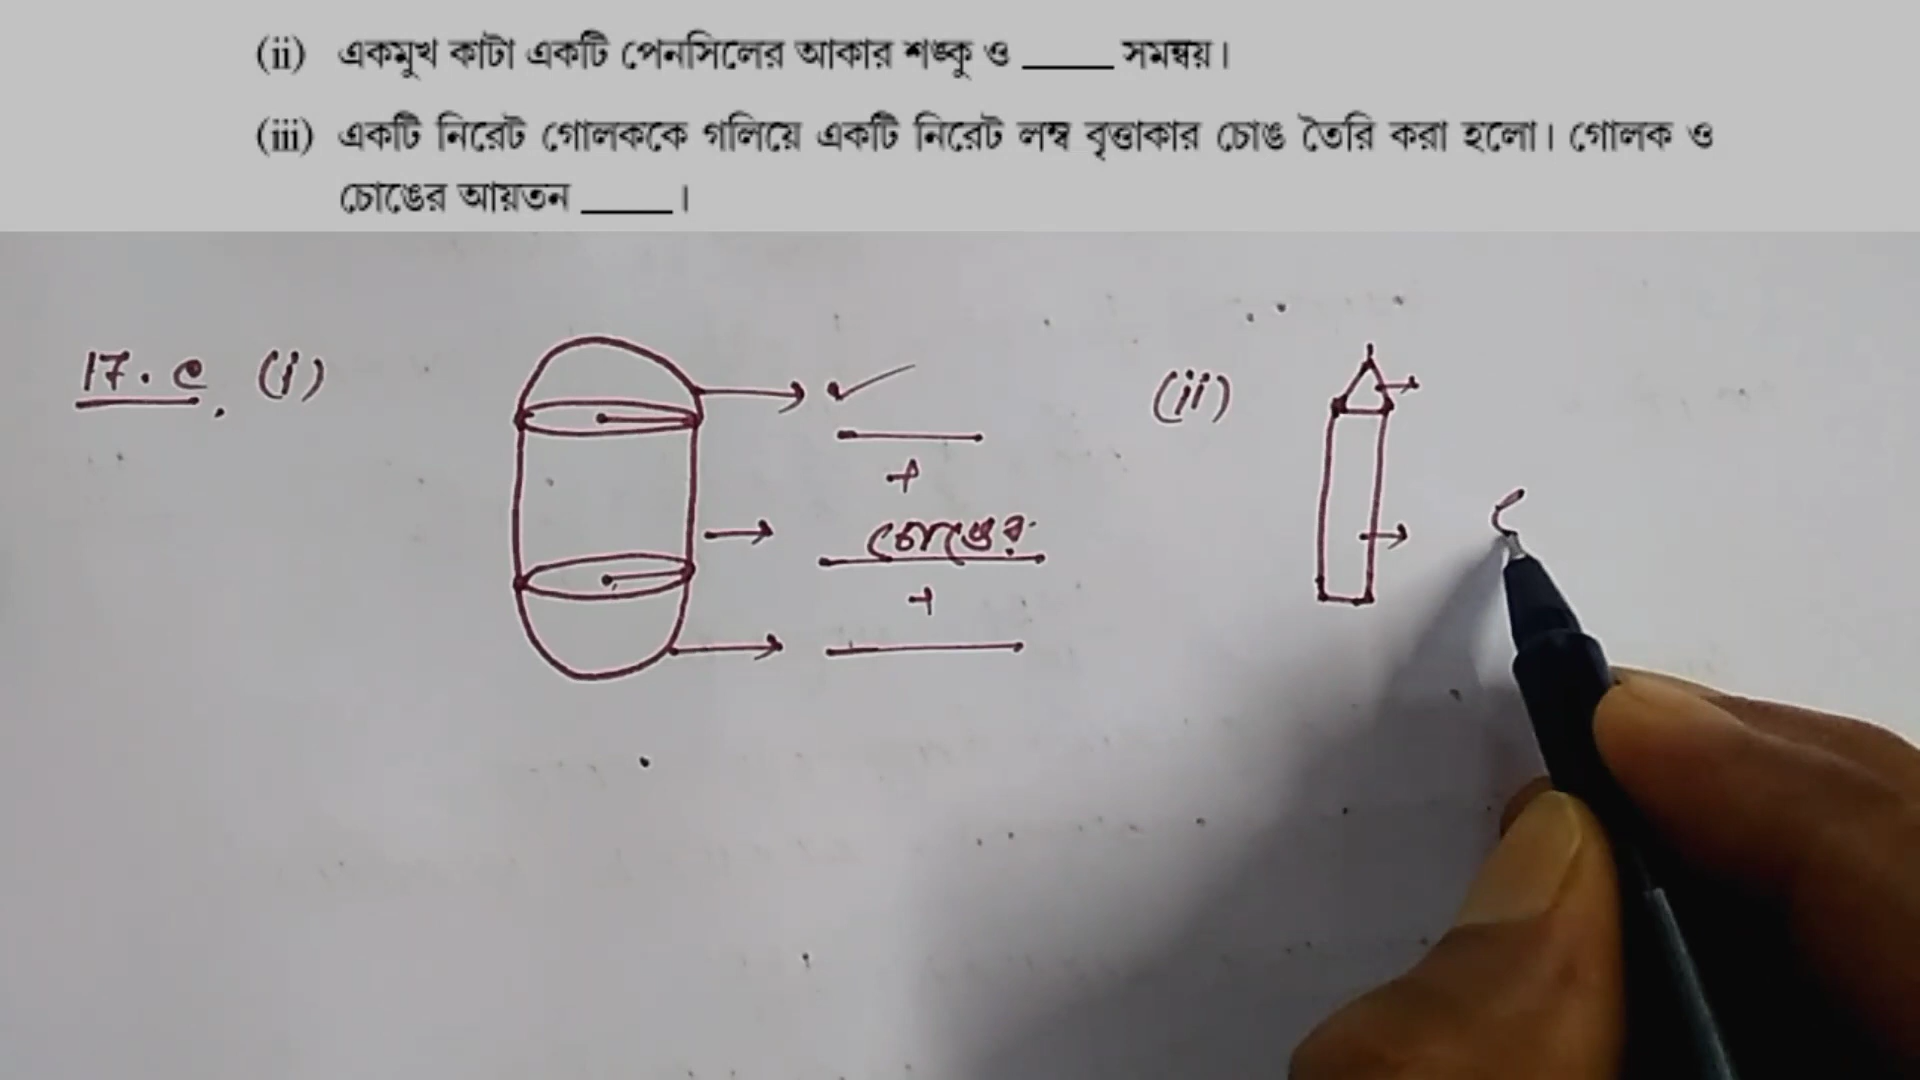 (ii) একমুখ কাটা একটি পেনসিলের আকার শঙ্কু ও _____ সমন্বয়।
(iii) একটি নিরেট গোলককে গলিয়ে একটি নিরেট লম্ব বৃত্তাকার চোঙ তৈরি করা হলো। গোলক ও
চোঙের আয়তন _____ ।
17. C. (i)
(ii)
+
চোঙের
+